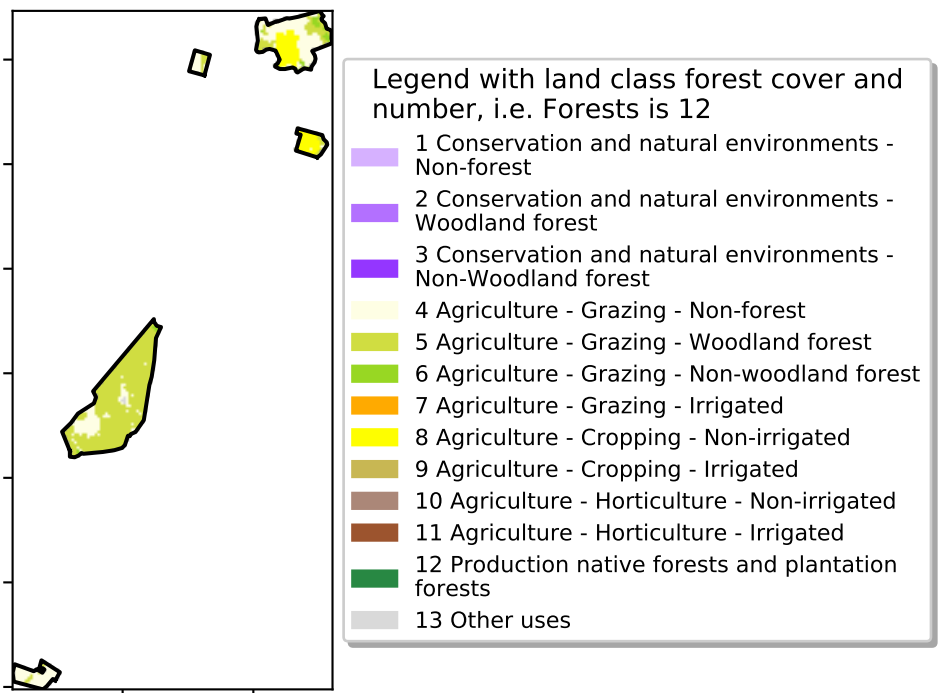 Legend with land class forest cover and
number, i.e. Forests is 12
1 Conservation and natural environments -
Non-forest
2 Conservation and natural environments -
Woodland forest
3 Conservation and natural environments -
Non-Woodland forest
4 Agriculture - Grazing - Non-forest
5 Agriculture - Grazing - Woodland forest
6 Agriculture - Grazing - Non-woodland forest
7 Agriculture - Grazing - Irrigated
8 Agriculture - Cropping - Non-irrigated
9 Agriculture - Cropping - Irrigated
10 Agriculture - Horticulture - Non-irrigated
11 Agriculture - Horticulture - Irrigated
12 Production native forests and plantation
forests
13 Other uses